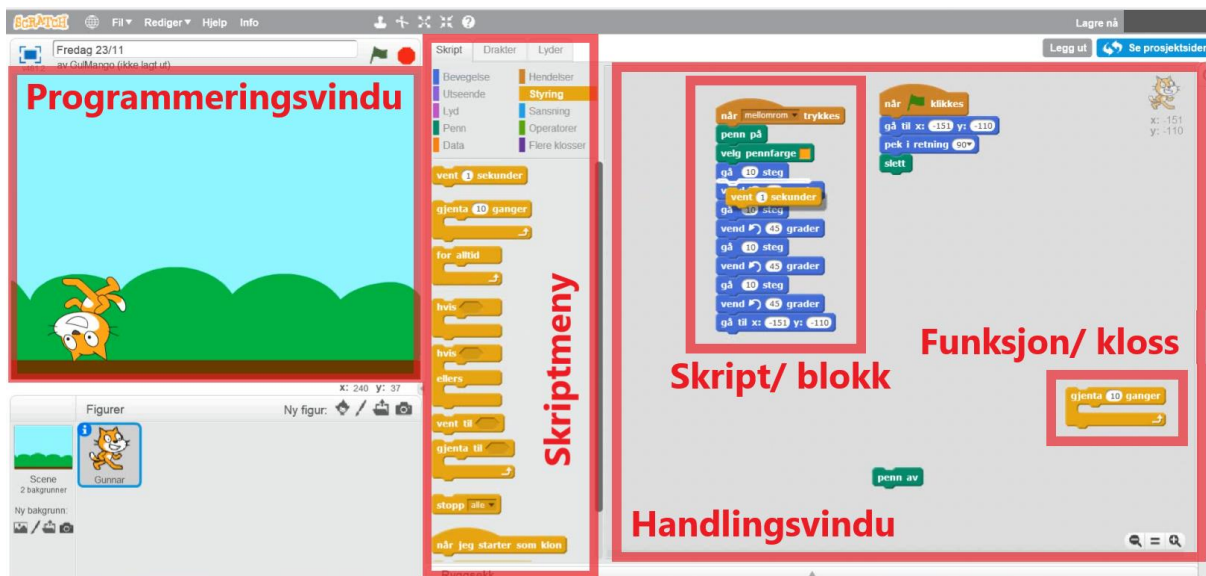 SCRATCH Fil▼ Rediger▼ Hjelp Info Lagre nå
Fredag 23/11
av GulMango (ikke lagt ut)
Programmeringsvindu
x: 240 y: 37
Figurer Ny figur:
Scene
2 bakgrunner
Ny bakgrunn:
Gunnar
Skript Drakter Lyder
Bevegelse Hendelser
Utseende Styring
Lyd Sansning
Penn Operatorer
Data Flere klosser
vent 1 sekunder
gjenta 10 ganger
for alltid
hvis
hvis
ellers
vent til
gjenta til
stopp alle
når jeg starter som klon
Ryggsekk
Skriptmeny
Legg ut Se prosjektsiden
når mellomrom trykkes
penn på
velg pennfarge
gå 10 steg
vent 1 sekunder
gå 10 steg
vend 45 grader
gå 10 steg
vend 45 grader
gå 10 steg
vend 45 grader
gå til x: -151 y: -110
Skript/ blokk
når klikkes
gå til x: -151 y: -110
pek i retning 90▼
slett
x: -151
y: -110
Funksjon/ kloss
gjenta 10 ganger
penn av
Handlingsvindu